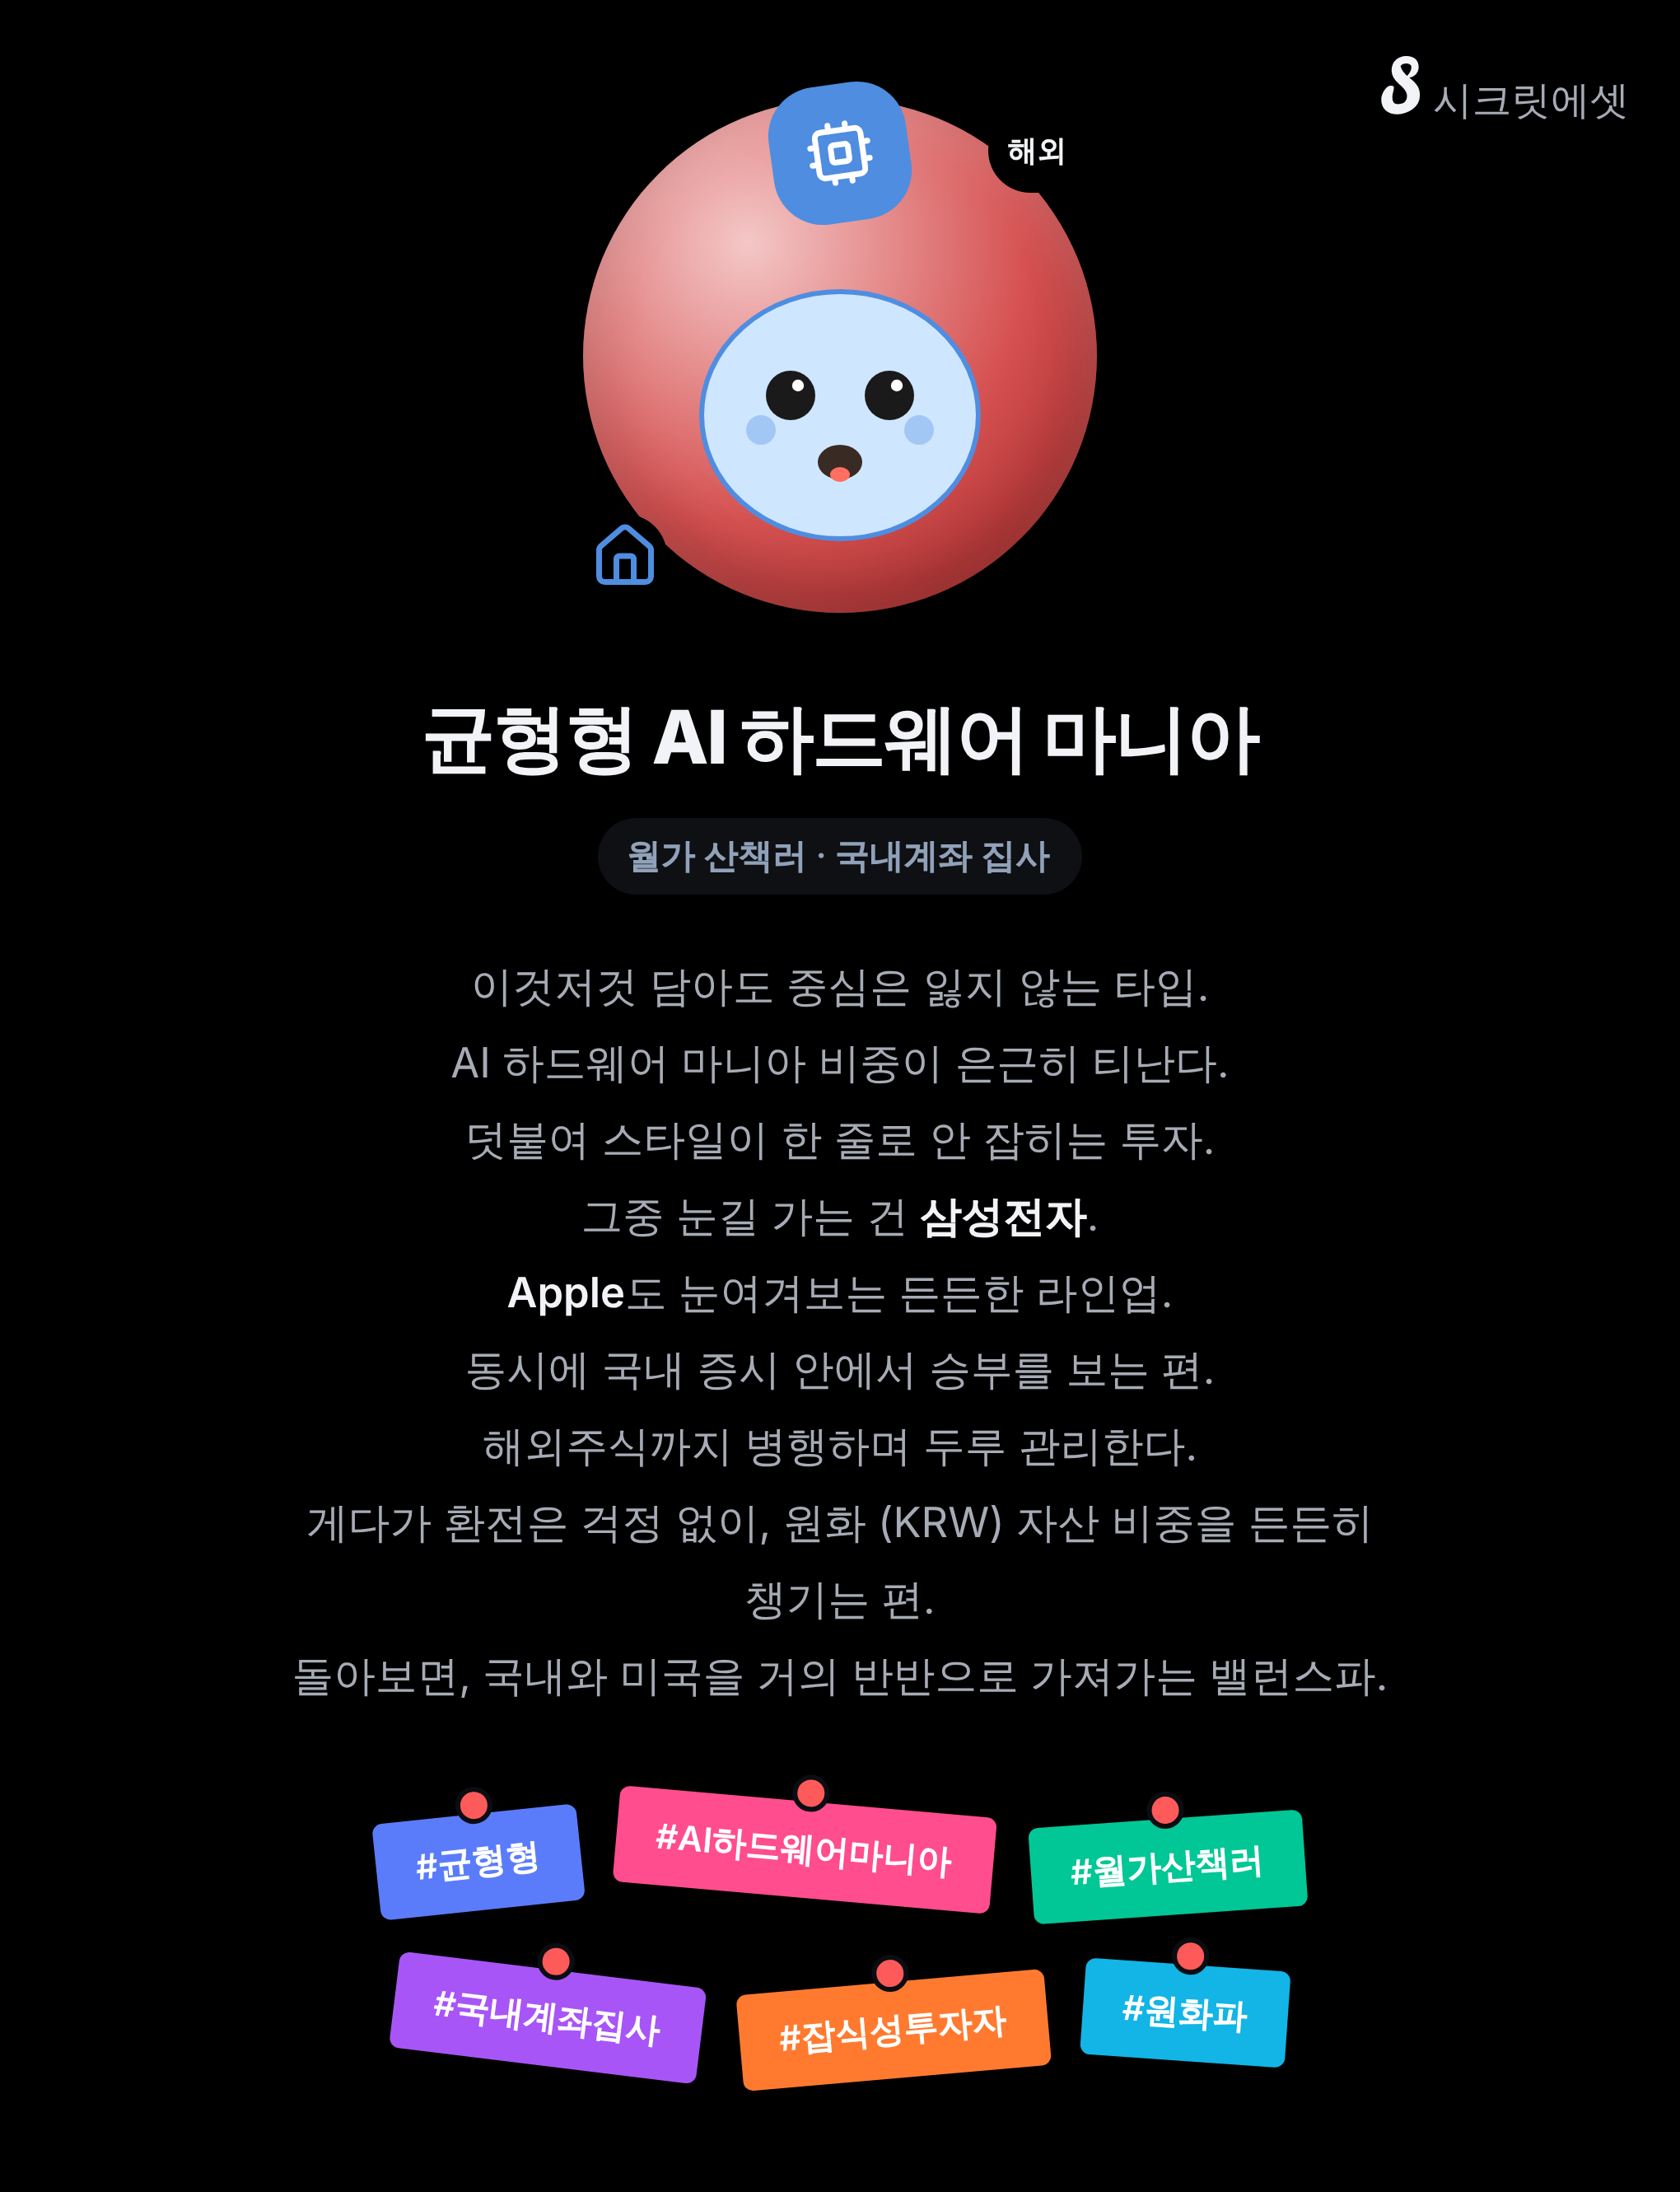 시크릿에셋
해외
균형형 AI 하드웨어 마니아
월가 산책러 · 국내계좌 집사
이것저것 담아도 중심은 잃지 않는 타입.
AI 하드웨어 마니아 비중이 은근히 티난다.
덧붙여 스타일이 한 줄로 안 잡히는 투자.
그중 눈길 가는 건 삼성전자.
Apple도 눈여겨보는 든든한 라인업.
동시에 국내 증시 안에서 승부를 보는 편.
해외주식까지 병행하며 두루 관리한다.
게다가 환전은 걱정 없이, 원화 (KRW) 자산 비중을 든든히
챙기는 편.
돌아보면, 국내와 미국을 거의 반반으로 가져가는 밸런스파.
#균형형
#AI하드웨어마니아
#월가산책러
#국내계좌집사
#잡식성투자자
#원화파